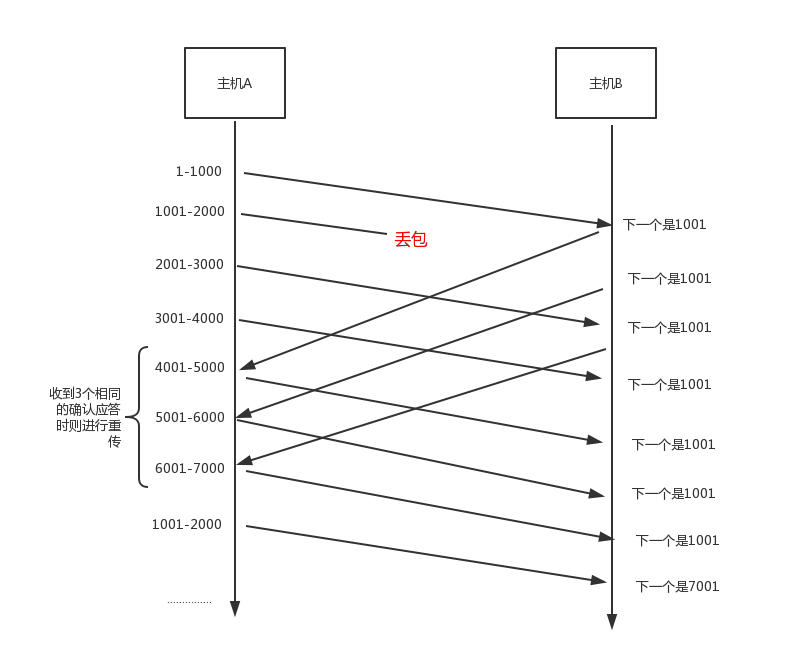 主机A
主机B
1-1000
1001-2000
丢包
2001-3000
3001-4000
4001-5000
5001-6000
6001-7000
1001-2000
...............
收到3个相同
的确认应答
时则进行重
传
下一个是1001
下一个是1001
下一个是1001
下一个是1001
下一个是1001
下一个是1001
下一个是1001
下一个是7001